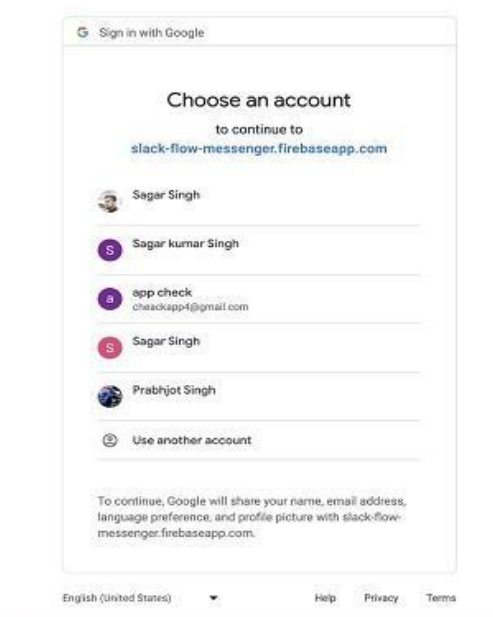 Sign in with Google
Choose an account
to continue to
slack-flow-messenger.firebaseapp.com
Sagar Singh
S
Sagar kumar Singh
a
app check
cheackapp4@gmail.com
S
Sagar Singh
Prabhjot Singh
Use another account
To continue, Google will share your name, email address,
language preference, and profile picture with slack-flow-
messenger.firebaseapp.com.
English (United States)
Help
Privacy
Terms